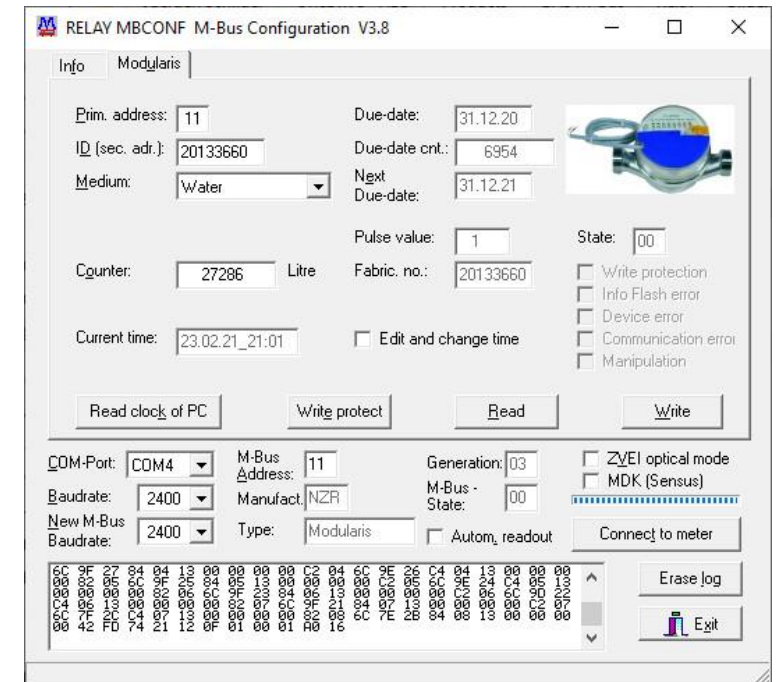 RELAY MBCONF M-Bus Configuration V3.8
Info Modularis
Prim. address: 11 Due-date: 31.12.20
ID (sec. adr.): 20133660 Due-date cnt.: 6954
Medium: Water Next Due-date: 31.12.21
Pulse value: 1 State: 00
Counter: 27286 Litre Fabric. no.: 20133660 Write protection
Info Flash error
Device error
Current time: 23.02.21_21:01 Edit and change time Communication error
Manipulation
Read clock of PC Write protect Read Write
COM-Port: COM4 M-Bus Address: 11 Generation: 03 ZVEI optical mode
MDK (Sensus)
Baudrate: 2400 Manufact. NZR M-Bus - State: 00
New M-Bus Baudrate: 2400 Type: Modularis Autom. readout Connect to meter
6C 9F 27 84 04 13 00 00 00 00 C2 04 6C 9E 26 C4 04 13 00 00 00
00 82 05 6C 9F 25 84 05 13 00 00 00 00 C2 05 6C 9E 24 C4 05 13
00 00 00 00 82 06 6C 9F 23 84 06 13 00 00 00 00 C2 06 6C 9D 22
C4 06 13 00 00 00 00 82 07 6C 9F 21 84 07 13 00 00 00 00 C2 07
6C 7F 2C C4 07 13 00 00 00 00 82 08 6C 7E 2B 84 08 13 00 00 00
00 42 FD 74 21 12 0F 01 00 01 A0 16
Erase log
Exit